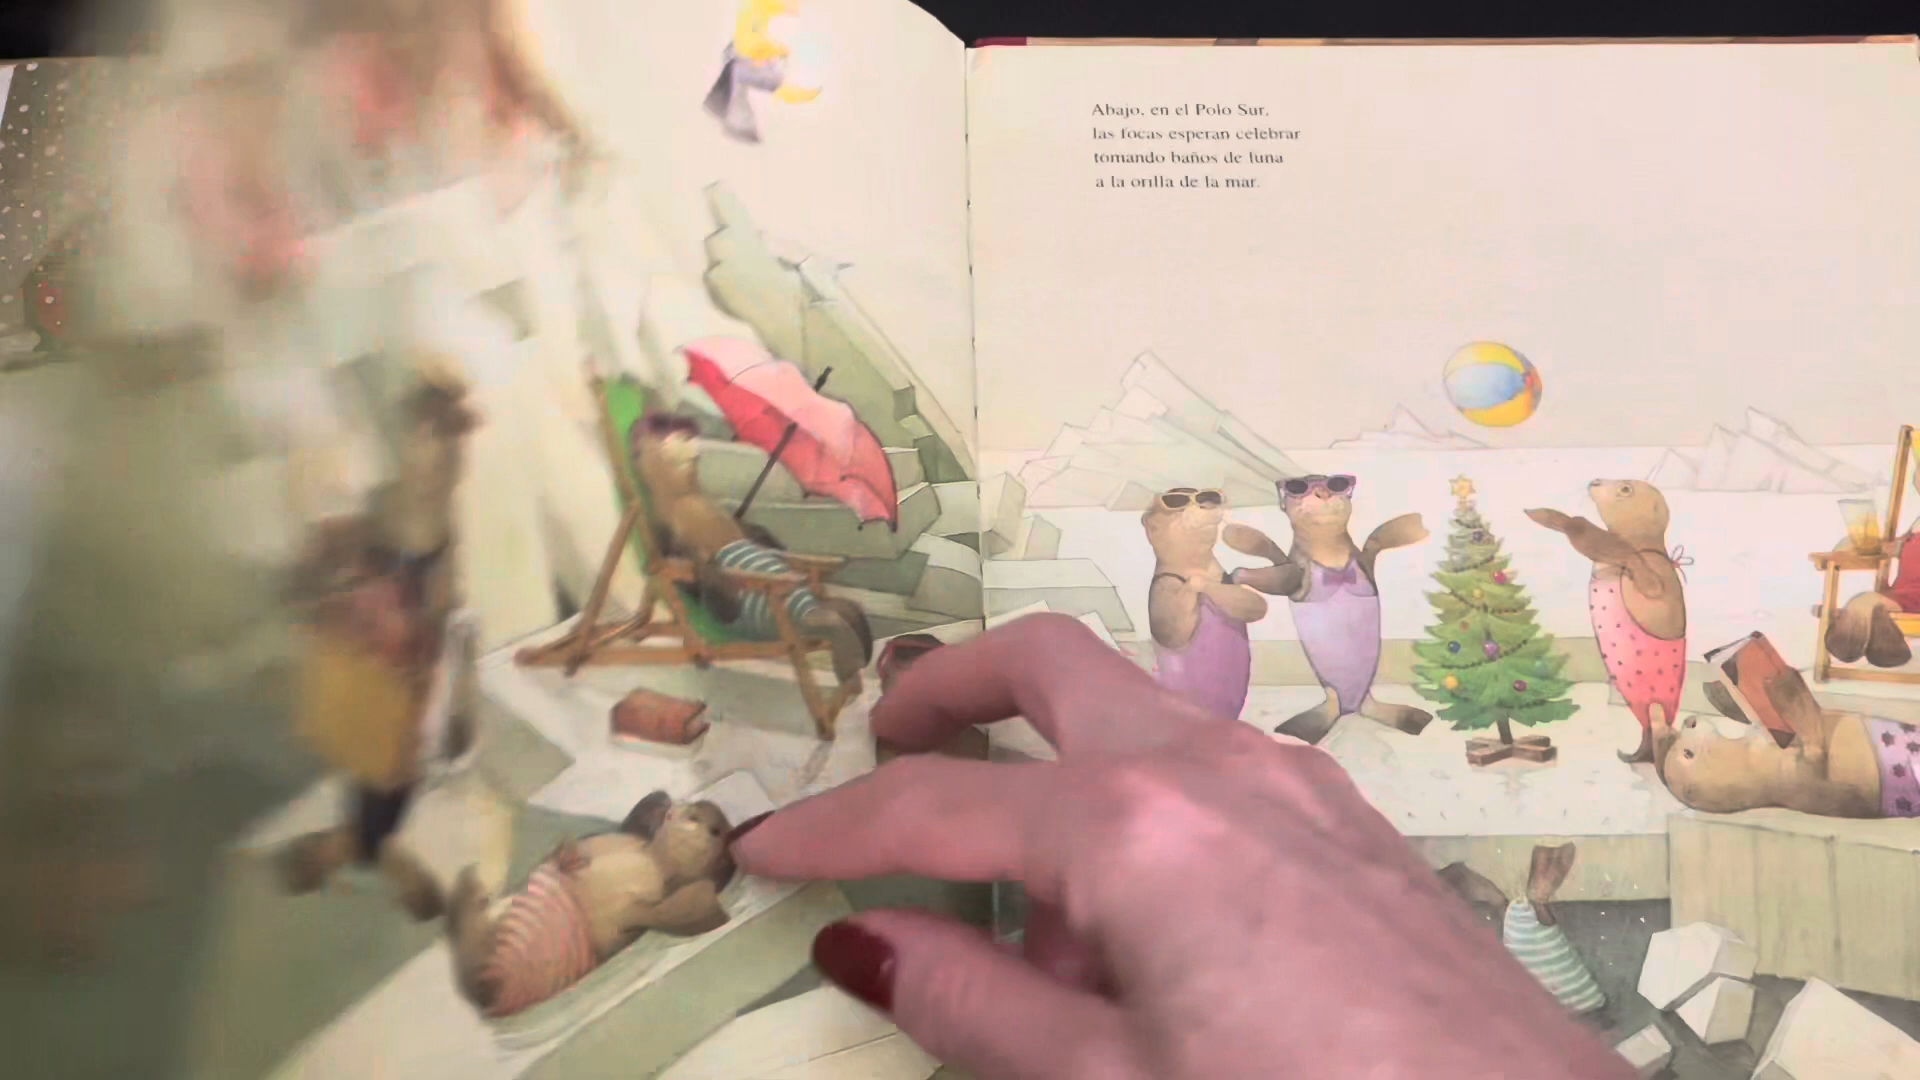 Abajo, en el Polo Sur,
las focas esperan celebrar
tomando baños de luna
a la orilla de la mar.